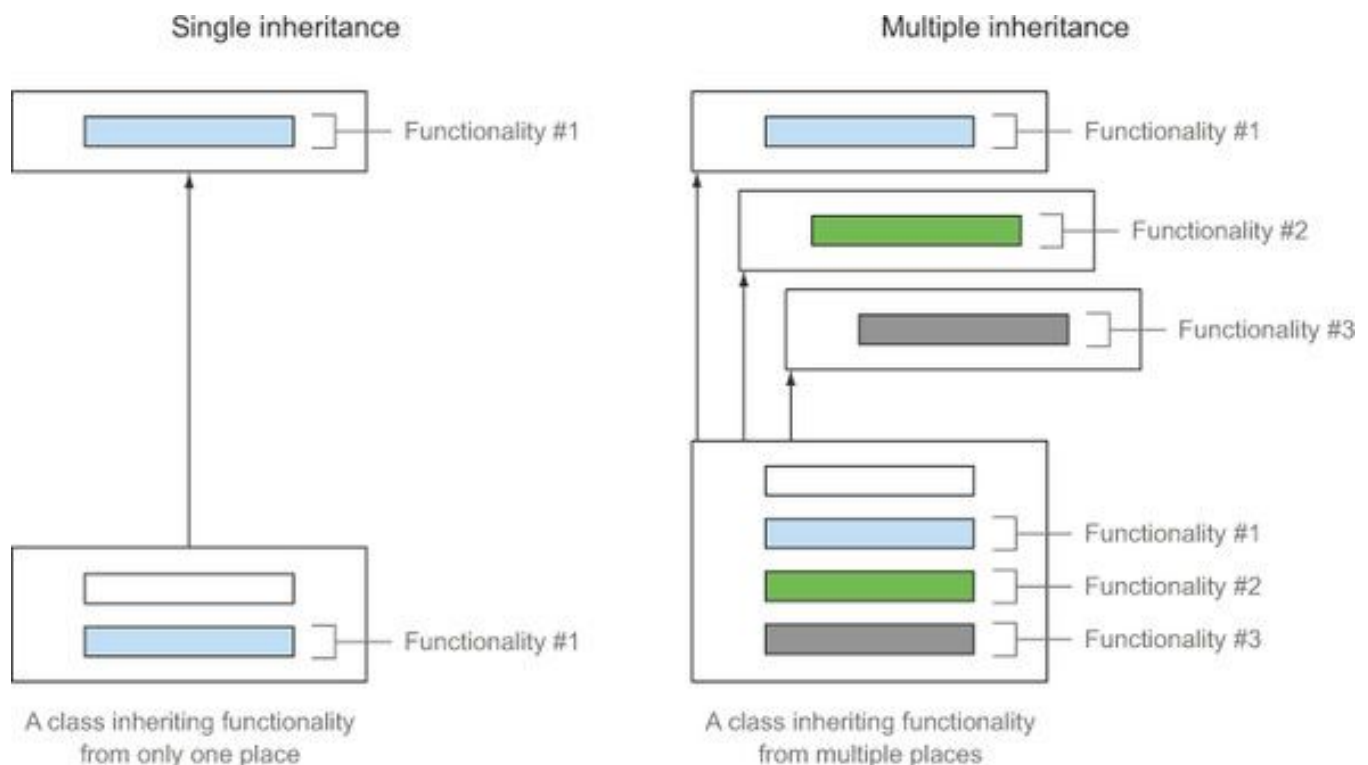 Single inheritance
Functionality #1
Functionality #1
A class inheriting functionality
from only one place
Multiple inheritance
Functionality #1
Functionality #2
Functionality #3
Functionality #1
Functionality #2
Functionality #3
A class inheriting functionality
from multiple places